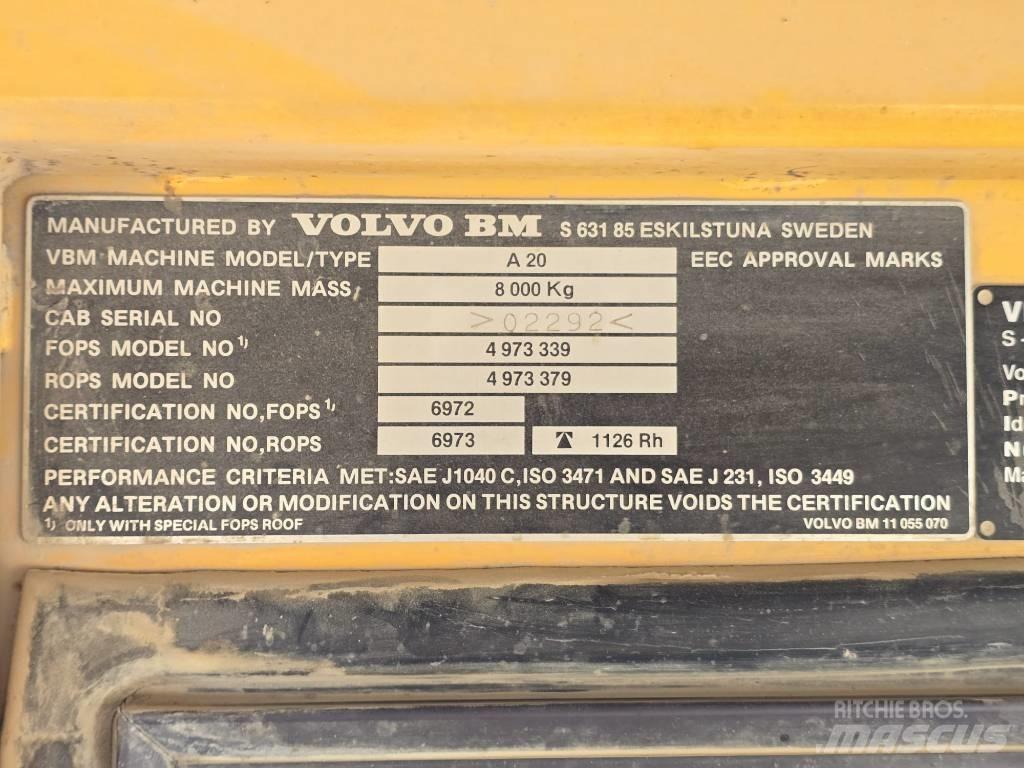 MANUFACTURED BY VOLVO BM S 631 85 ESKILSTUNA SWEDEN
VBM MACHINE MODEL/TYPE A 20 EEC APPROVAL MARKS
MAXIMUM MACHINE MASS 8 000 Kg
CAB SERIAL NO >02292<
FOPS MODEL NO 1) 4 973 339
ROPS MODEL NO 4 973 379
CERTIFICATION NO, FOPS 1) 6972
CERTIFICATION NO, ROPS 6973 1126 Rh
PERFORMANCE CRITERIA MET: SAE J1040 C, ISO 3471 AND SAE J 231, ISO 3449
ANY ALTERATION OR MODIFICATION ON THIS STRUCTURE VOIDS THE CERTIFICATION
1) ONLY WITH SPECIAL FOPS ROOF VOLVO BM 11 055 070
V
S -
Vo
Pr
Id
N
Ma
RITCHIE BROS.
MASCUS